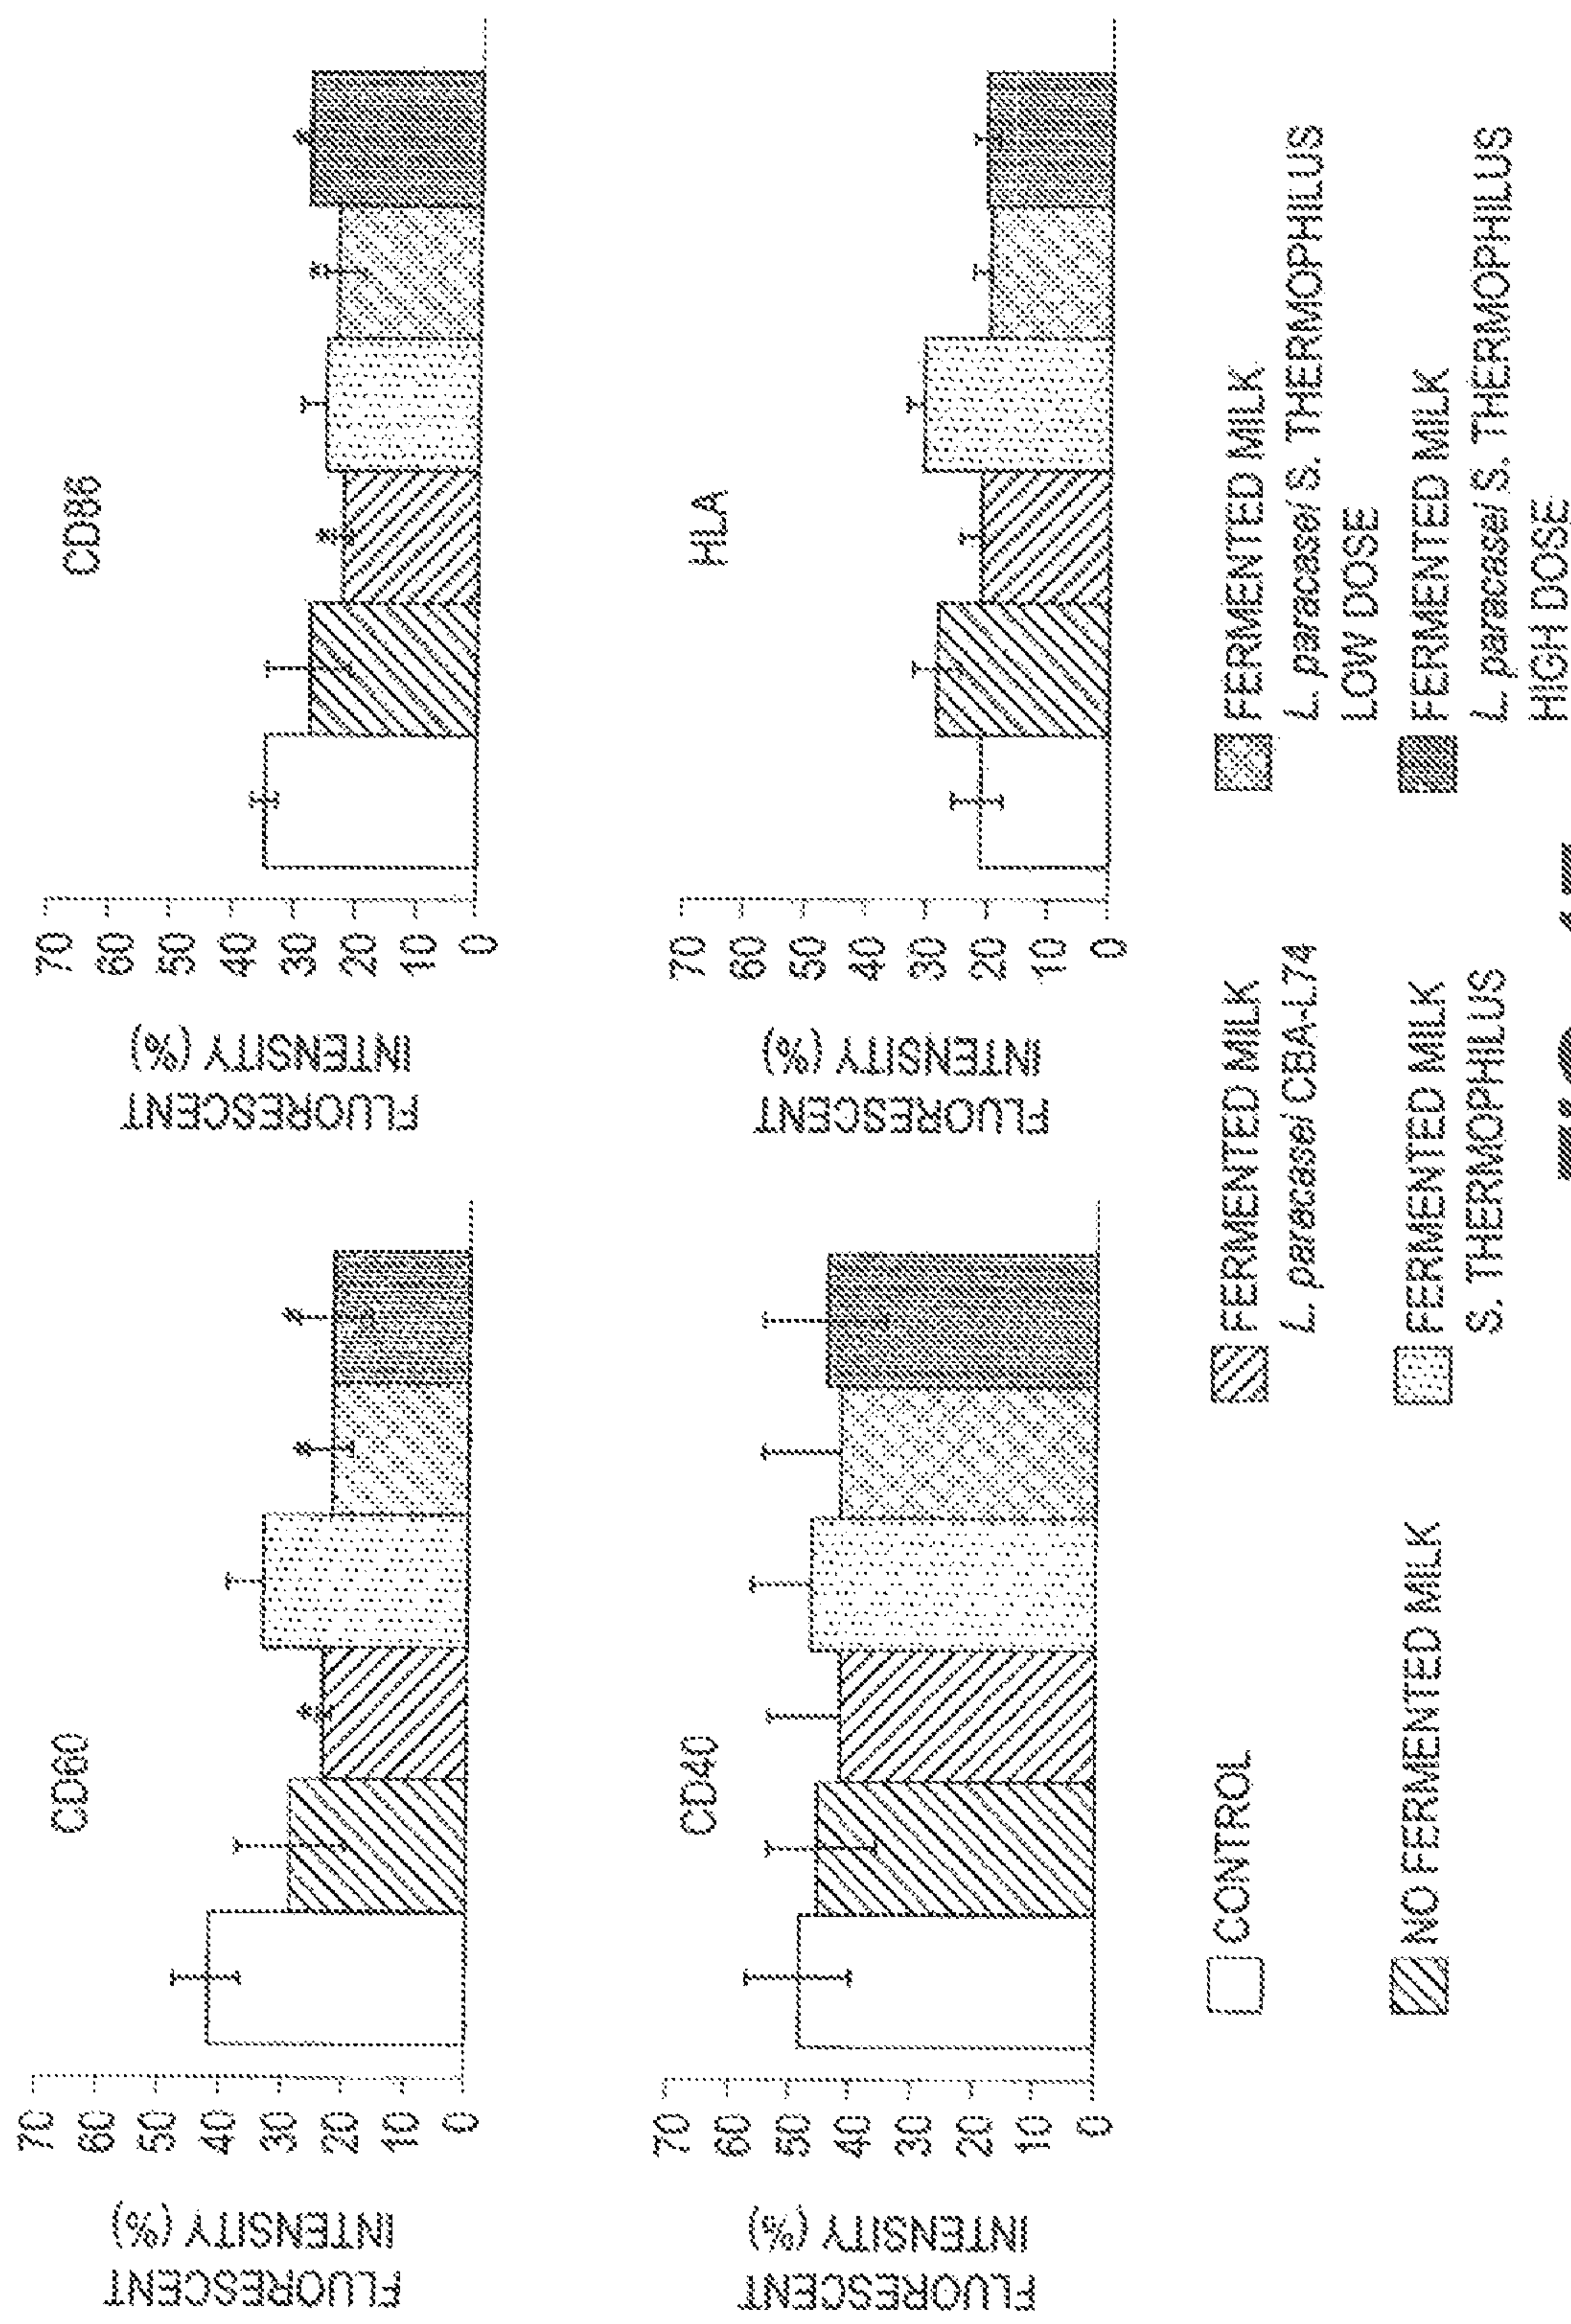 CD60
FLUORESCENT
INTENSITY (%)
70
60
50
40
30
20
10
0
*
*
*
CD86
FLUORESCENT
INTENSITY (%)
70
60
50
40
30
20
10
0
*
*
*
CD40
FLUORESCENT
INTENSITY (%)
70
60
50
40
30
20
10
0
HLA
FLUORESCENT
INTENSITY (%)
70
60
50
40
30
20
10
0
CONTROL
NO FERMENTED MILK
FERMENTED MILK
L. paracasei CBA-L74
FERMENTED MILK
S. THERMOPHILUS
FERMENTED MILK
L. paracasei S. THERMOPHILUS
LOW DOSE
FERMENTED MILK
L. paracasei S. THERMOPHILUS
HIGH DOSE